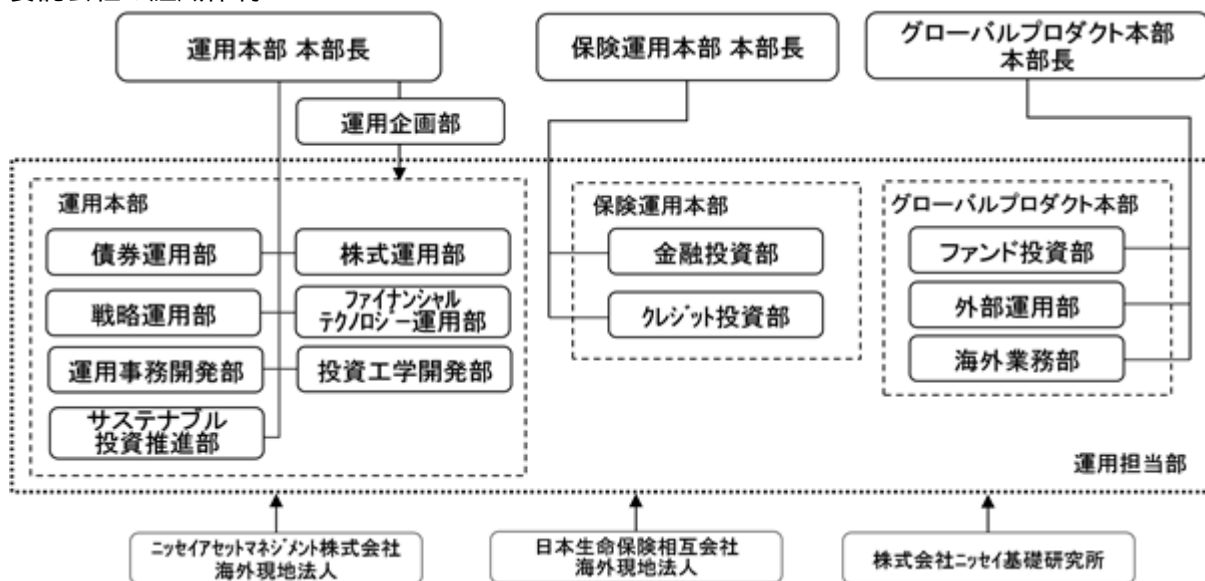 運用本部 本部長
保険運用本部 本部長
グローバルプロダクト本部
本部長
運用企画部
運用本部
債券運用部
株式運用部
戦略運用部
ファイナンシャル
テクノロジー運用部
運用事務開発部
投資工学開発部
サステナブル
投資推進部
保険運用本部
金融投資部
クレジット投資部
グローバルプロダクト本部
ファンド投資部
外部運用部
海外業務部
運用担当部
ニッセイアセットマネジメント株式会社
海外現地法人
日本生命保険相互会社
海外現地法人
株式会社ニッセイ基礎研究所